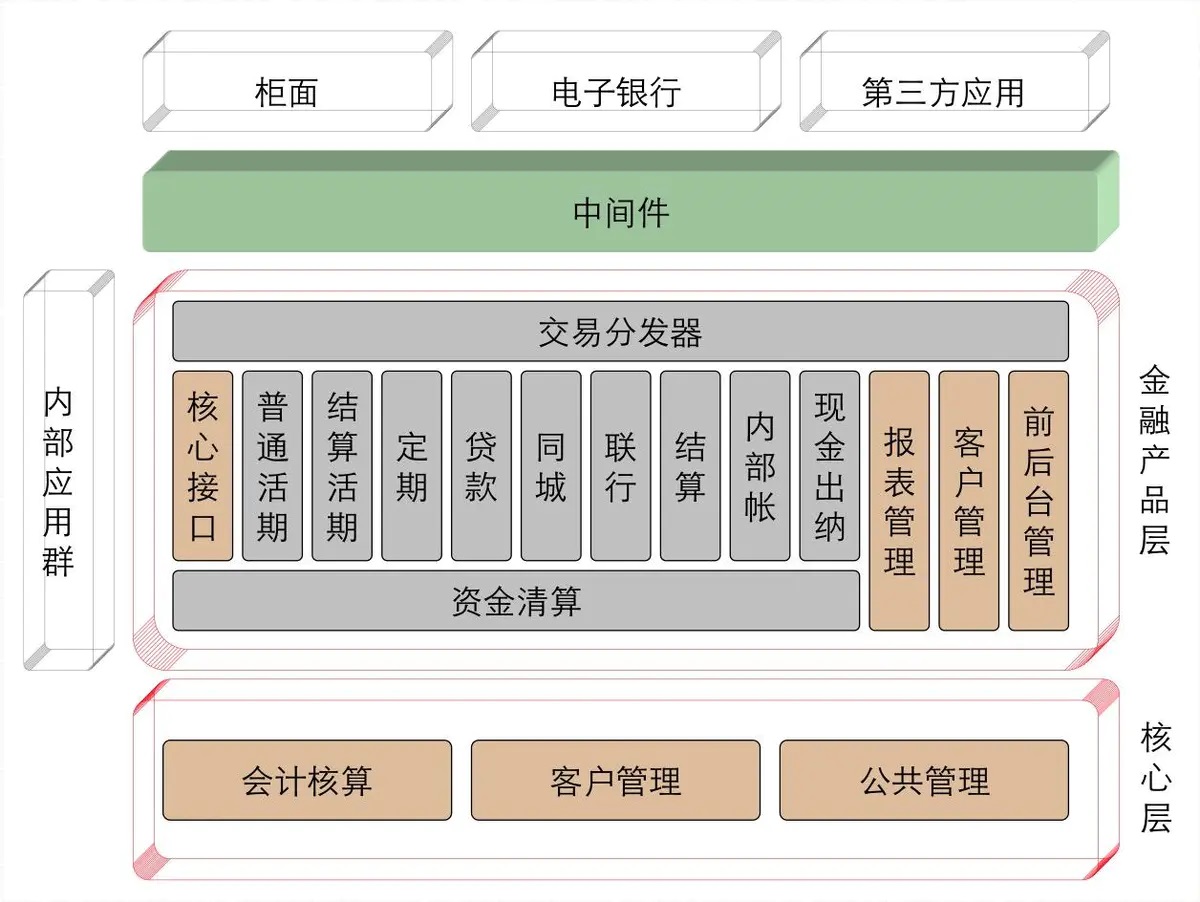 柜面
电子银行
第三方应用
中间件
内部应用群
交易分发器
核心接口
普通活期
结算活期
定期
贷款
同城
联行
结算
内部帐
现金出纳
报表管理
客户管理
前后台管理
资金清算
金融产品层
会计核算
客户管理
公共管理
核心层